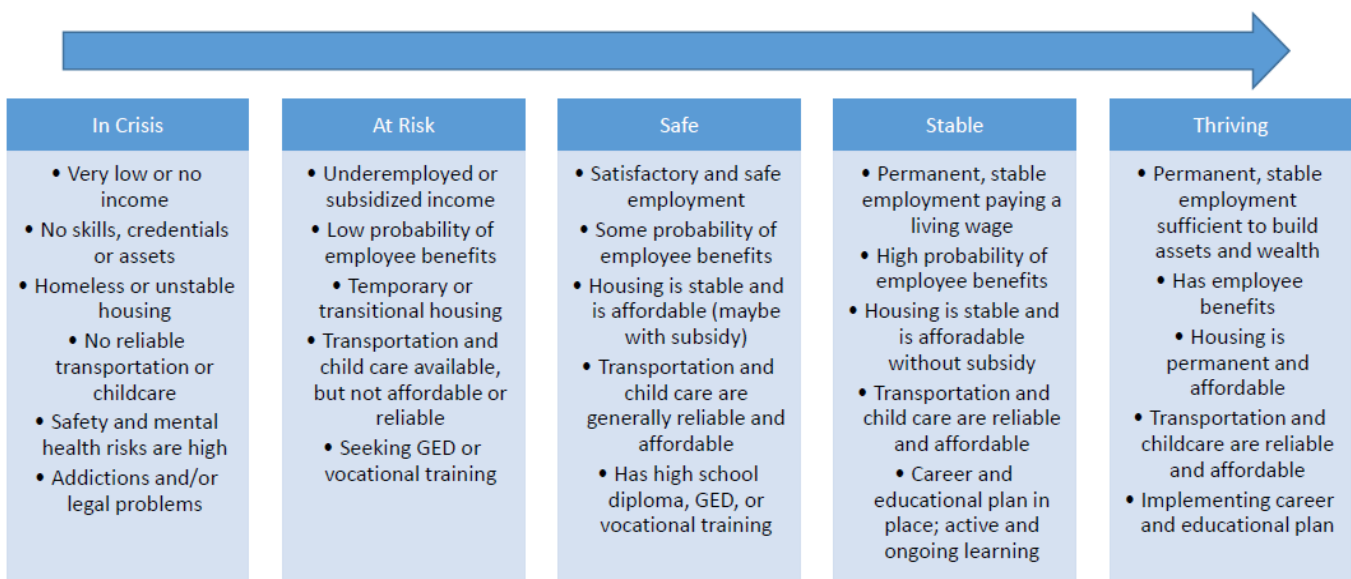 In Crisis
• Very low or no
income
• No skills, credentials
or assets
• Homeless or unstable
housing
• No reliable
transportation or
childcare
• Safety and mental
health risks are high
• Addictions and/or
legal problems
At Risk
• Underemployed or
subsidized income
• Low probability of
employee benefits
• Temporary or
transitional housing
• Transportation and
child care available,
but not affordable or
reliable
• Seeking GED or
vocational training
Safe
• Satisfactory and safe
employment
• Some probability of
employee benefits
• Housing is stable and
is affordable (maybe
with subsidy)
• Transportation and
child care are
generally reliable and
affordable
• Has high school
diploma, GED, or
vocational training
Stable
• Permanent, stable
employment paying a
living wage
• High probability of
employee benefits
• Housing is stable and
is afforadable
without subsidy
• Transportation and
child care are reliable
and affordable
• Career and
educational plan in
place; active and
ongoing learning
Thriving
• Permanent, stable
employment
sufficient to build
assets and wealth
• Has employee
benefits
• Housing is
permanent and
affordable
• Transportation and
childcare are reliable
and affordable
• Implementing career
and educational plan